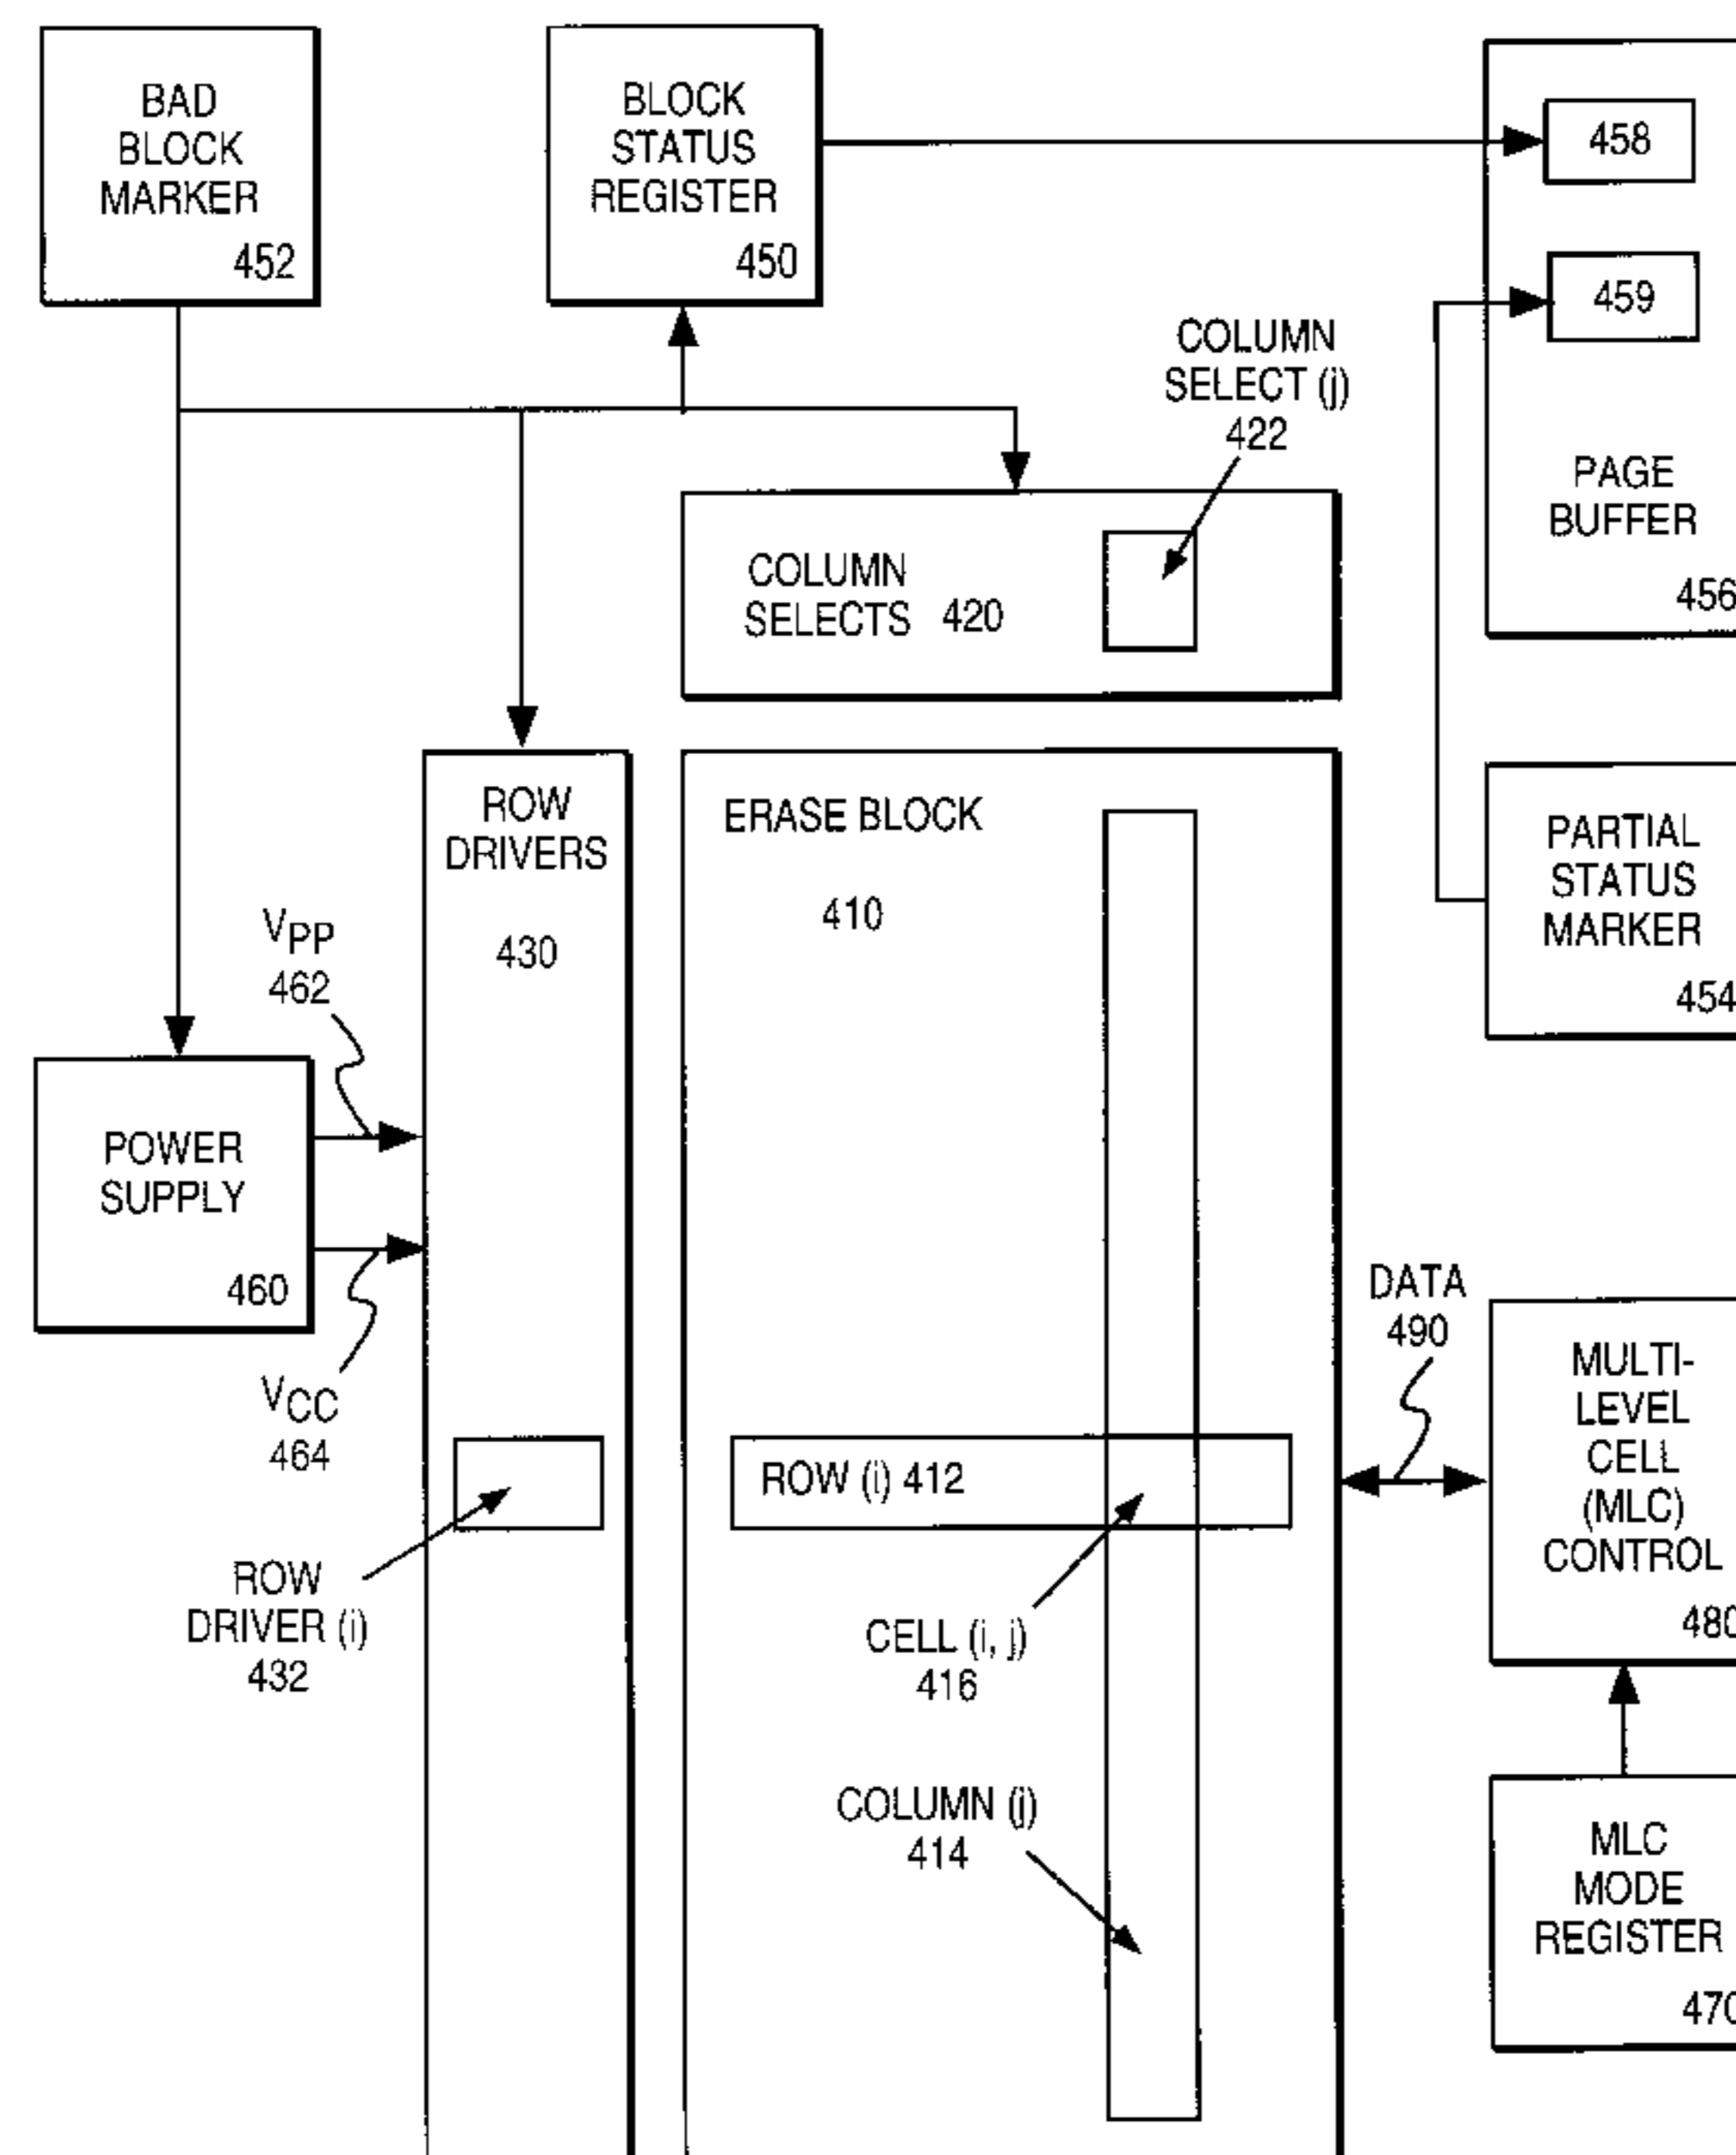 BAD
BLOCK
MARKER
452
BLOCK
STATUS
REGISTER
450
458
459
PAGE
BUFFER
456
COLUMN
SELECT (j)
422
COLUMN
SELECTS 420
ROW
DRIVERS
430
ERASE BLOCK
410
PARTIAL
STATUS
MARKER
454
VPP
462
POWER
SUPPLY
460
VCC
464
DATA
490
MULTI-
LEVEL
CELL
(MLC)
CONTROL
480
ROW (i) 412
ROW
DRIVER (i)
432
CELL (i, j)
416
COLUMN (j)
414
MLC
MODE
REGISTER
470